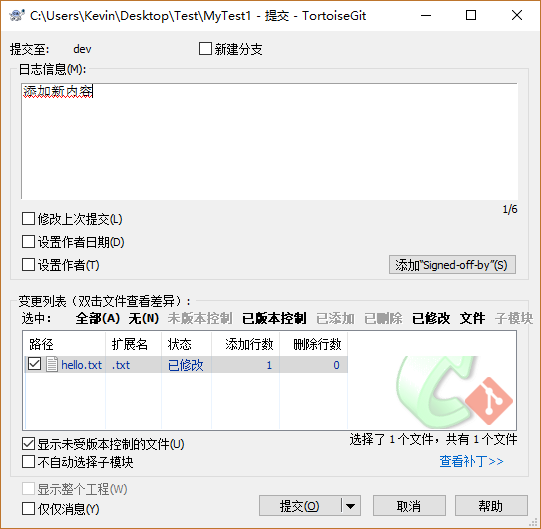 C:\Users\Kevin\Desktop\Test\MyTest1 - 提交 - TortoiseGit
提交至: dev 新建分支
日志信息(M):
添加新内容
1/6
修改上次提交(L)
设置作者日期(D)
设置作者(T) 添加"Signed-off-by"(S)
变更列表（双击文件查看差异）:
选中: 全部(A) 无(N) 未版本控制 已版本控制 已添加 已删除 已修改 文件 子模块
路径 扩展名 状态 添加行数 删除行数
hello.txt .txt 已修改 1 0
显示未受版本控制的文件(U) 选择了 1 个文件，共有 1 个文件
不自动选择子模块 查看补丁>>
显示整个工程(W)
仅仅消息(Y) 提交(O) 取消 帮助